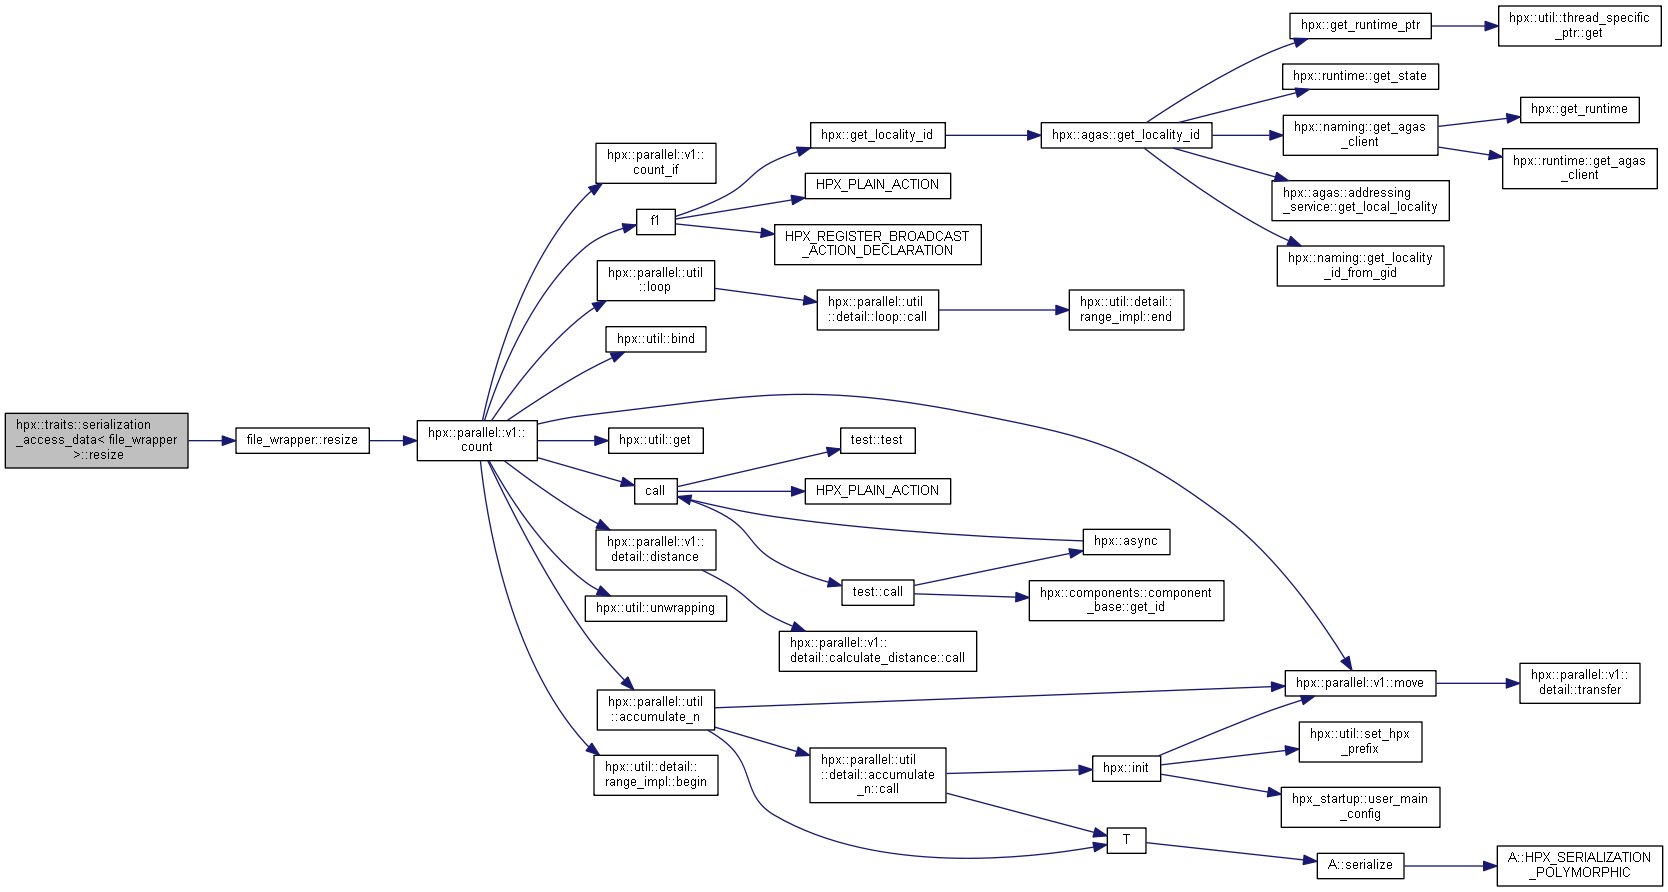 hpx::traits::serialization
_access_data< file_wrapper
>::resize
file_wrapper::resize
hpx::parallel::v1::
count
hpx::parallel::v1::
count_if
f1
hpx::get_locality_id
HPX_PLAIN_ACTION
HPX_REGISTER_BROADCAST
_ACTION_DECLARATION
hpx::agas::get_locality_id
hpx::get_runtime_ptr
hpx::util::thread_specific
_ptr::get
hpx::runtime::get_state
hpx::naming::get_agas
_client
hpx::get_runtime
hpx::runtime::get_agas
_client
hpx::agas::addressing
_service::get_local_locality
hpx::naming::get_locality
_id_from_gid
hpx::parallel::util
::loop
hpx::parallel::util
::detail::loop::call
hpx::util::detail::
range_impl::end
hpx::util::bind
hpx::util::get
call
test::test
HPX_PLAIN_ACTION
hpx::async
test::call
hpx::components::component
_base::get_id
hpx::parallel::v1::
detail::distance
hpx::parallel::v1::
detail::calculate_distance::call
hpx::util::unwrapping
hpx::parallel::util
::accumulate_n
hpx::parallel::v1::move
hpx::parallel::v1::
detail::transfer
hpx::parallel::util
::detail::accumulate
_n::call
hpx::init
hpx::util::set_hpx
_prefix
hpx_startup::user_main
_config
hpx::util::detail::
range_impl::begin
T
A::serialize
A::HPX_SERIALIZATION
_POLYMORPHIC